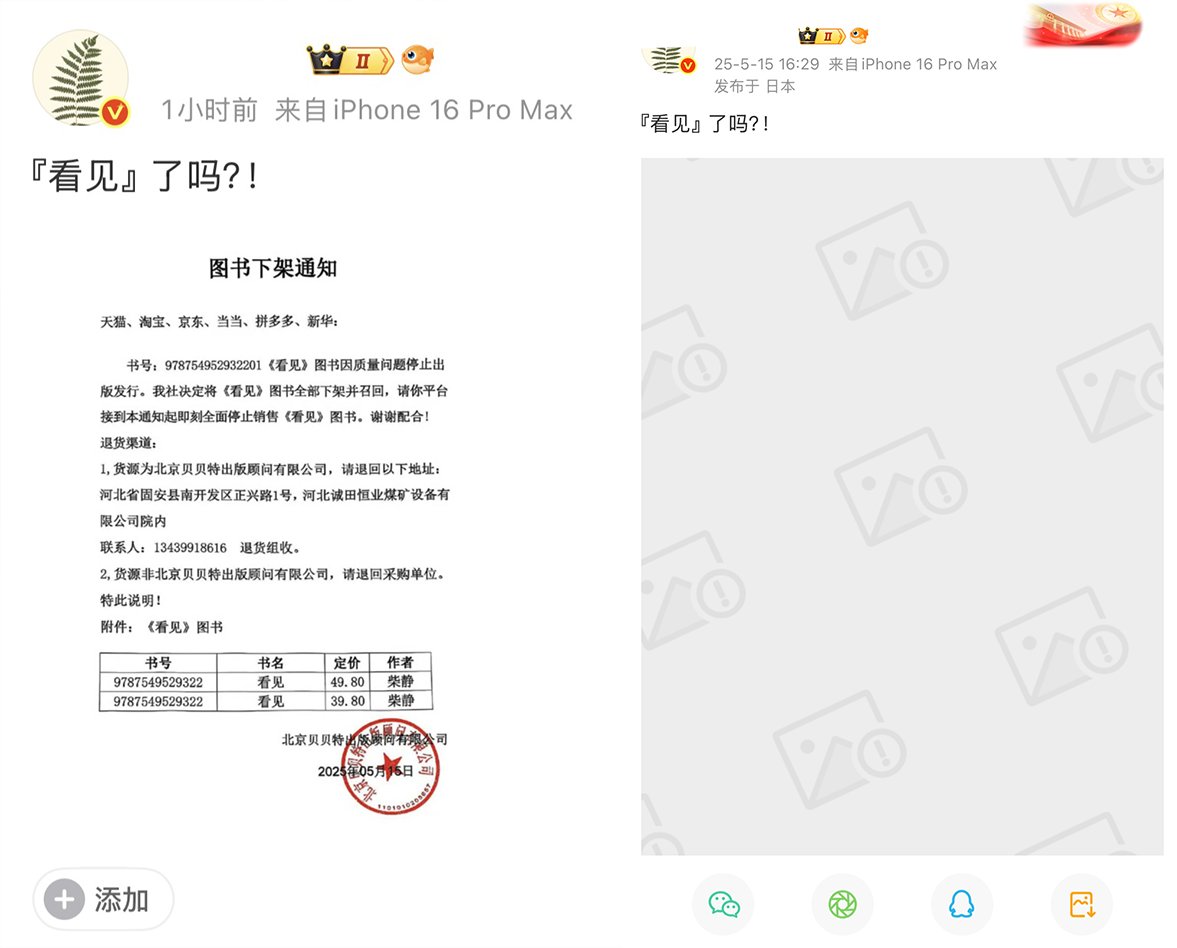 II
1小时前 来自iPhone 16 Pro Max
『看见』了吗?!
图书下架通知
天猫、淘宝、京东、当当、拼多多、新华：
书号：978754952932201《看见》图书因质量问题停止出
版发行。我社决定将《看见》图书全部下架并召回，请你平台
接到本通知起即刻全面停止销售《看见》图书。谢谢配合！
退货渠道：
1,货源为北京贝贝特出版顾问有限公司，请退回以下地址：
河北省固安县南开发区正兴路1号，河北诚田恒业煤矿设备有
限公司院内
联系人：13439918616 退货组收。
2,货源非北京贝贝特出版顾问有限公司，请退回采购单位。
特此说明！
附件：《看见》图书
书号 书名 定价 作者
9787549529322 看见 49.80 柴静
9787549529322 看见 39.80 柴静
北京贝贝特出版顾问有限公司
2025年05月15日
添加
II
25-5-15 16:29 来自iPhone 16 Pro Max
发布于 日本
『看见』了吗?!